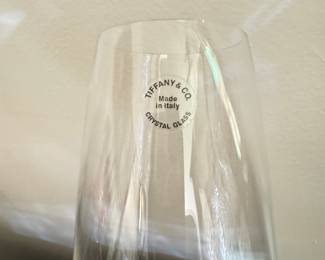 TIFFANY & CO.
Made
in Italy
CRYSTAL GLASS